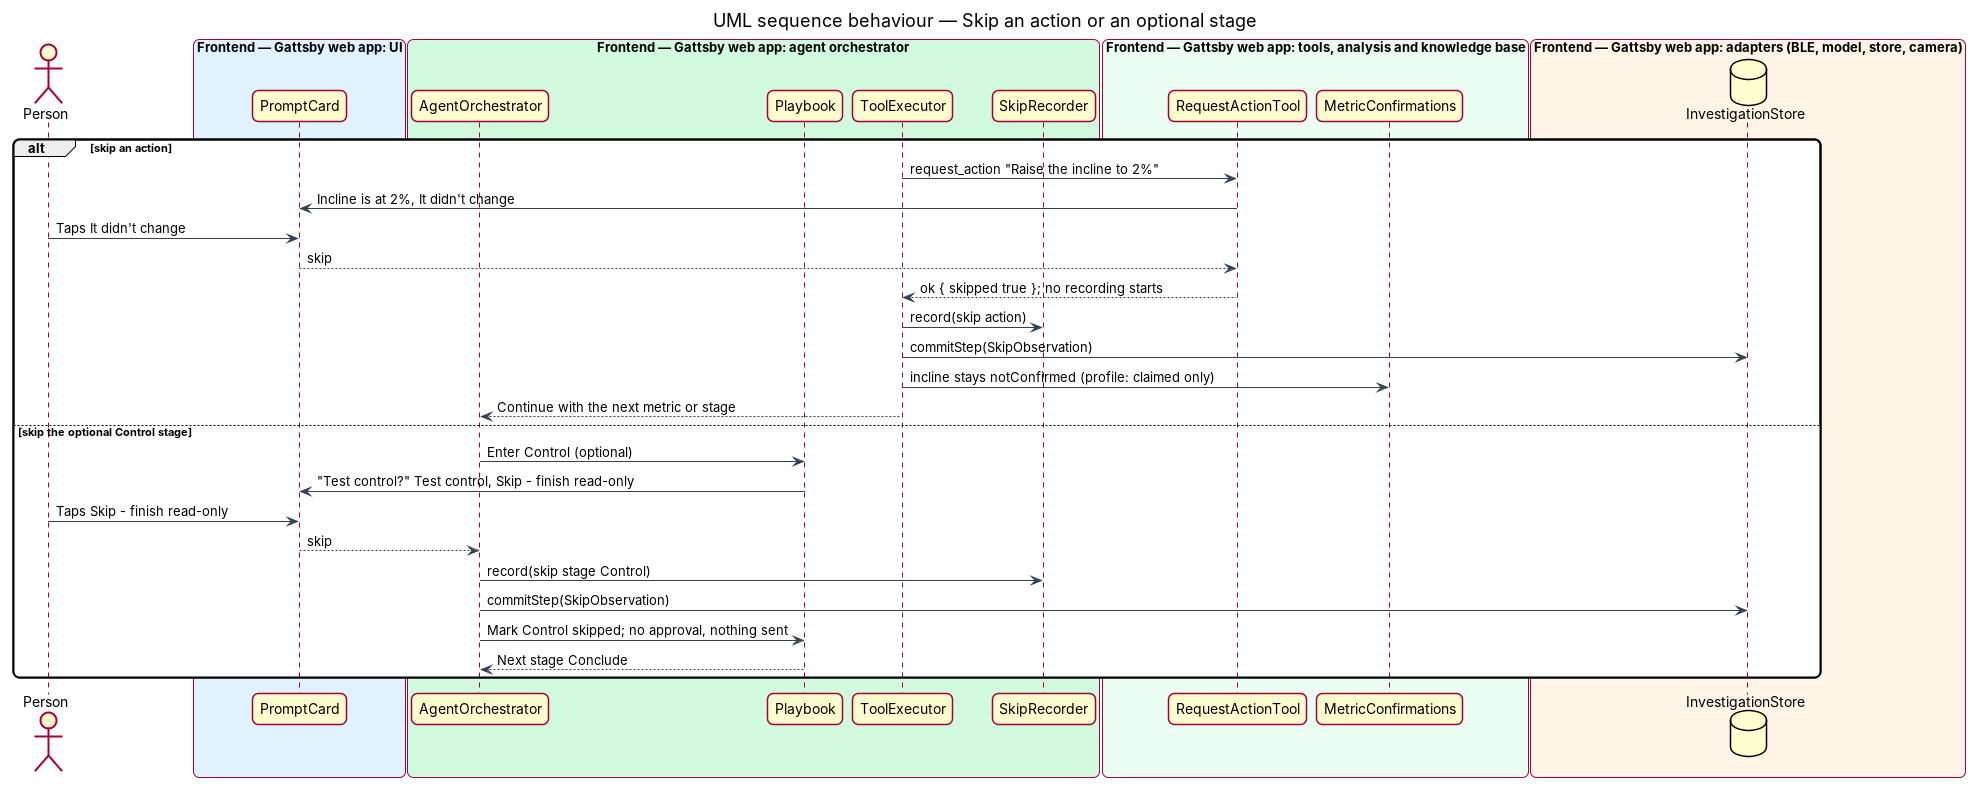 UML sequence behaviour — Skip an action or an optional stage
Frontend — Gattsby web app: UI
Frontend — Gattsby web app: agent orchestrator
Frontend — Gattsby web app: tools, analysis and knowledge base
Frontend — Gattsby web app: adapters (BLE, model, store, camera)
Person
PromptCard
AgentOrchestrator
Playbook
ToolExecutor
SkipRecorder
RequestActionTool
MetricConfirmations
InvestigationStore
alt
[skip an action]
request_action "Raise the incline to 2%"
Incline is at 2%, It didn't change
Taps It didn't change
skip
ok { skipped true }; no recording starts
record(skip action)
commitStep(SkipObservation)
incline stays notConfirmed (profile: claimed only)
Continue with the next metric or stage
[skip the optional Control stage]
Enter Control (optional)
"Test control?" Test control, Skip - finish read-only
Taps Skip - finish read-only
skip
record(skip stage Control)
commitStep(SkipObservation)
Mark Control skipped; no approval, nothing sent
Next stage Conclude
Person
PromptCard
AgentOrchestrator
Playbook
ToolExecutor
SkipRecorder
RequestActionTool
MetricConfirmations
InvestigationStore